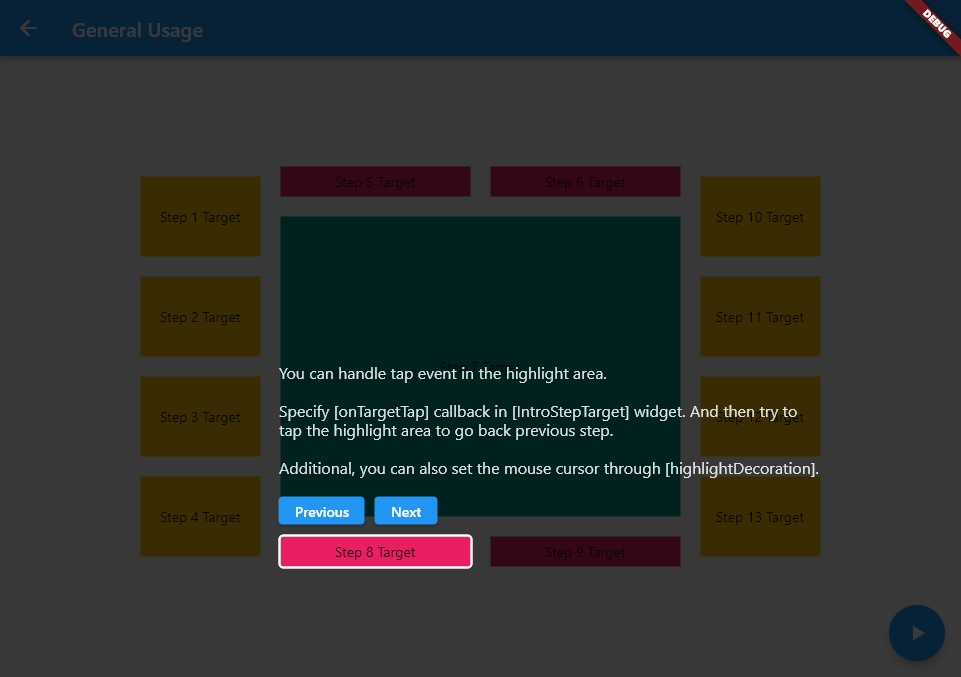 General Usage
DEBUG
Step 5 Target
Step 6 Target
Step 1 Target
Step 10 Target
Step 2 Target
Step 11 Target
You can handle tap event in the highlight area.
Specify [onTargetTap] callback in [IntroStepTarget] widget. And then try to
tap the highlight area to go back previous step.
Step 3 Target
Additional, you can also set the mouse cursor through [highlightDecoration].
Previous
Next
Step 4 Target
Step 13 Target
Step 8 Target
Step 9 Target